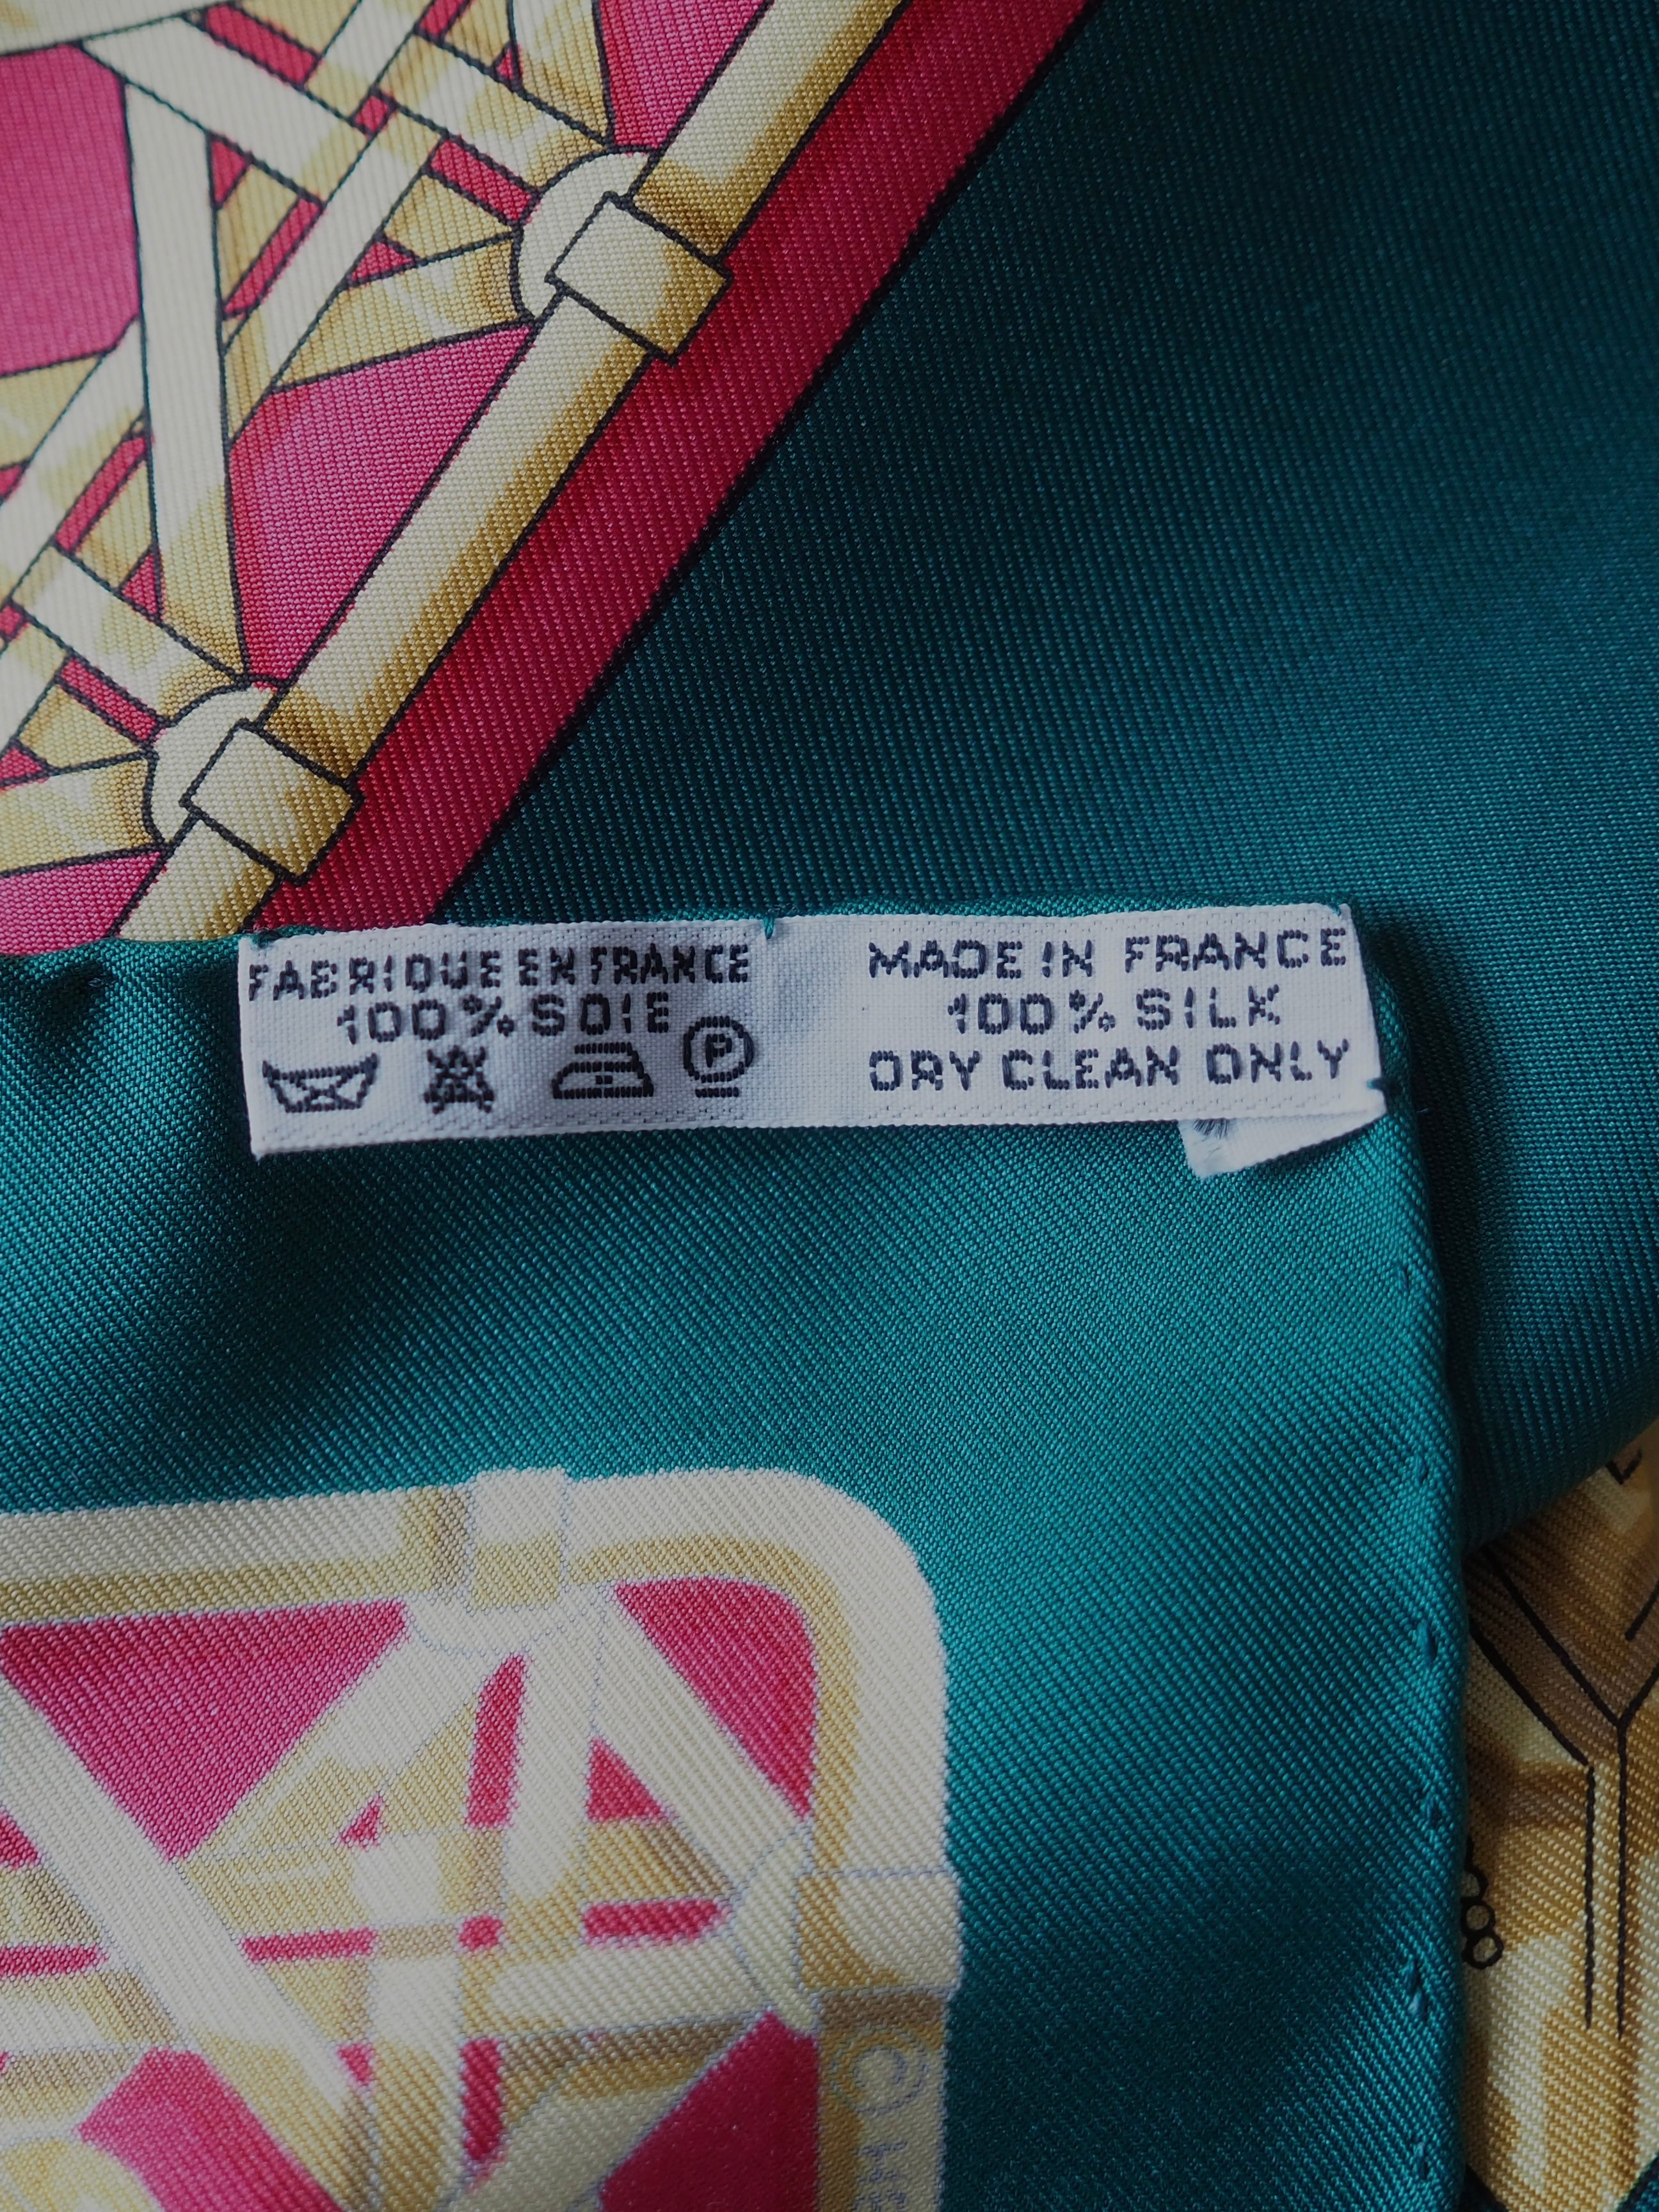 FABRIQUE EN FRANCE
100% SOIE
P
MADE IN FRANCE
100% SILK
DRY CLEAN ONLY
©